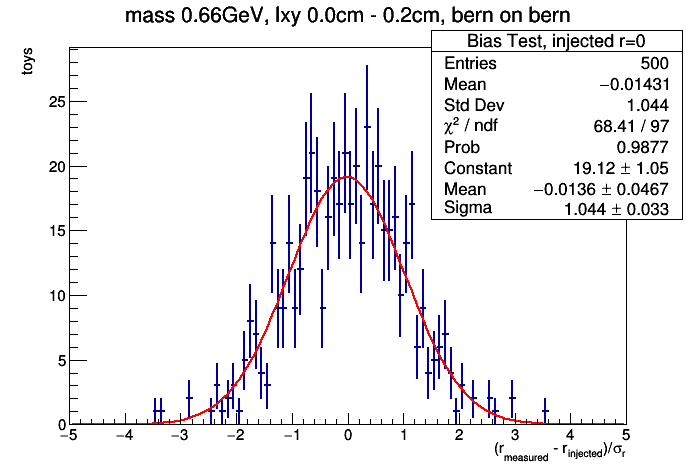 mass 0.66GeV, lxy 0.0cm - 0.2cm, bern on bern
Bias Test, injected r=0
Entries 500
Mean −0.01431
Std Dev 1.044
χ² / ndf 68.41 / 97
Prob 0.9877
Constant 19.12 ± 1.05
Mean −0.0136 ± 0.0467
Sigma 1.044 ± 0.033
toys
25
20
15
10
5
0
−5 −4 −3 −2 −1 0 1 2 3 4 5
(r_measured - r_injected)/σ_r